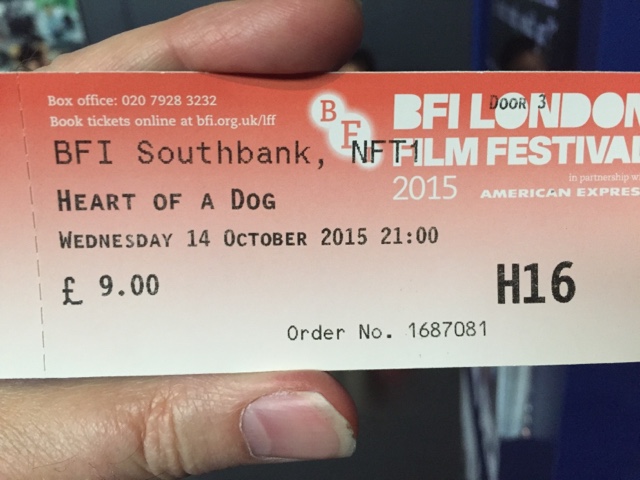 Box office: 020 7928 3232
Book tickets online at bfi.org.uk/lff
BFI
BFI LONDON
DOOR 3
FILM FESTIVAL
2015
in partnership w
AMERICAN EXPRES
BFI Southbank, NFT1
HEART OF A DOG
WEDNESDAY 14 OCTOBER 2015 21:00
£ 9.00
H16
Order No. 1687081